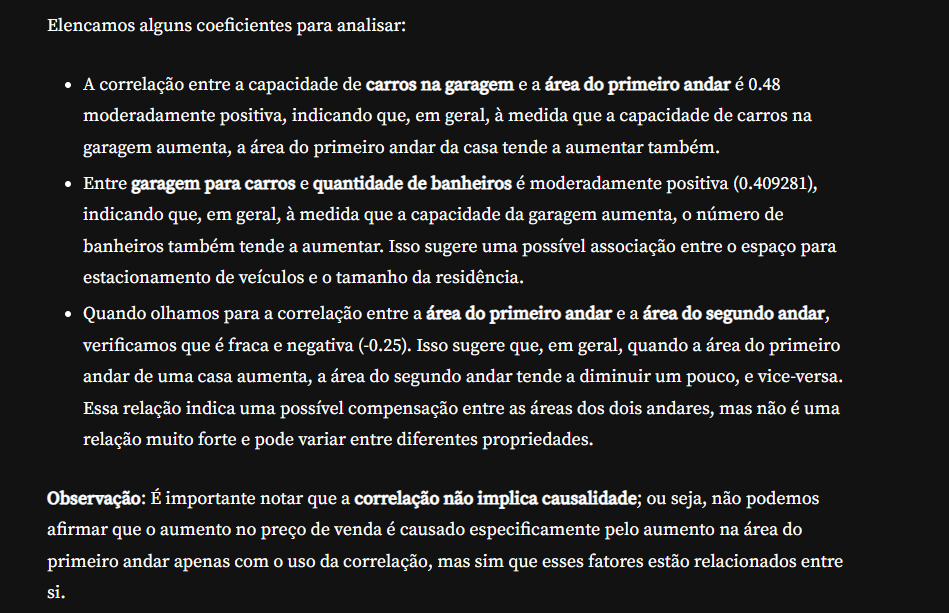 Elencamos alguns coeficientes para analisar:
• A correlação entre a capacidade de carros na garagem e a área do primeiro andar é 0.48
moderadamente positiva, indicando que, em geral, à medida que a capacidade de carros na
garagem aumenta, a área do primeiro andar da casa tende a aumentar também.
• Entre garagem para carros e quantidade de banheiros é moderadamente positiva (0.409281),
indicando que, em geral, à medida que a capacidade da garagem aumenta, o número de
banheiros também tende a aumentar. Isso sugere uma possível associação entre o espaço para
estacionamento de veículos e o tamanho da residência.
• Quando olhamos para a correlação entre a área do primeiro andar e a área do segundo andar,
verificamos que é fraca e negativa (-0.25). Isso sugere que, em geral, quando a área do primeiro
andar de uma casa aumenta, a área do segundo andar tende a diminuir um pouco, e vice-versa.
Essa relação indica uma possível compensação entre as áreas dos dois andares, mas não é uma
relação muito forte e pode variar entre diferentes propriedades.
Observação: É importante notar que a correlação não implica causalidade; ou seja, não podemos
afirmar que o aumento no preço de venda é causado especificamente pelo aumento na área do
primeiro andar apenas com o uso da correlação, mas sim que esses fatores estão relacionados entre
si.